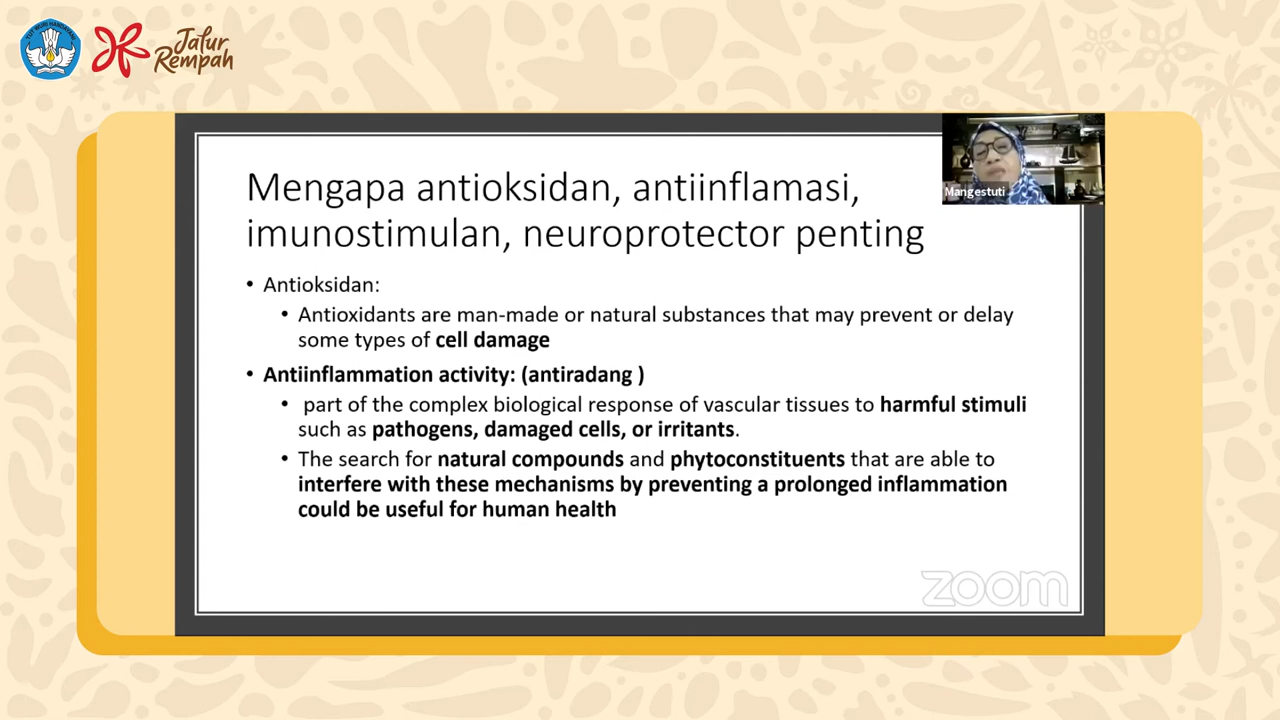 TUT WURI HANDAYANI
Jalur
Rempah
Mangestuti
Mengapa antioksidan, antiinflamasi,
imunostimulan, neuroprotector penting
• Antioksidan:
• Antioxidants are man-made or natural substances that may prevent or delay
some types of cell damage
• Antiinflammation activity: (antiradang )
• part of the complex biological response of vascular tissues to harmful stimuli
such as pathogens, damaged cells, or irritants.
• The search for natural compounds and phytoconstituents that are able to
interfere with these mechanisms by preventing a prolonged inflammation
could be useful for human health
zoom